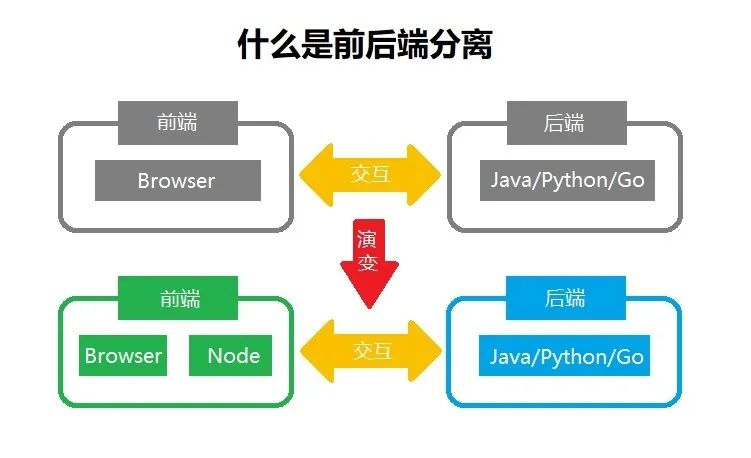 什么是前后端分离
前端
后端
Browser
交互
Java/Python/Go
演
变
前端
后端
Browser
Node
交互
Java/Python/Go